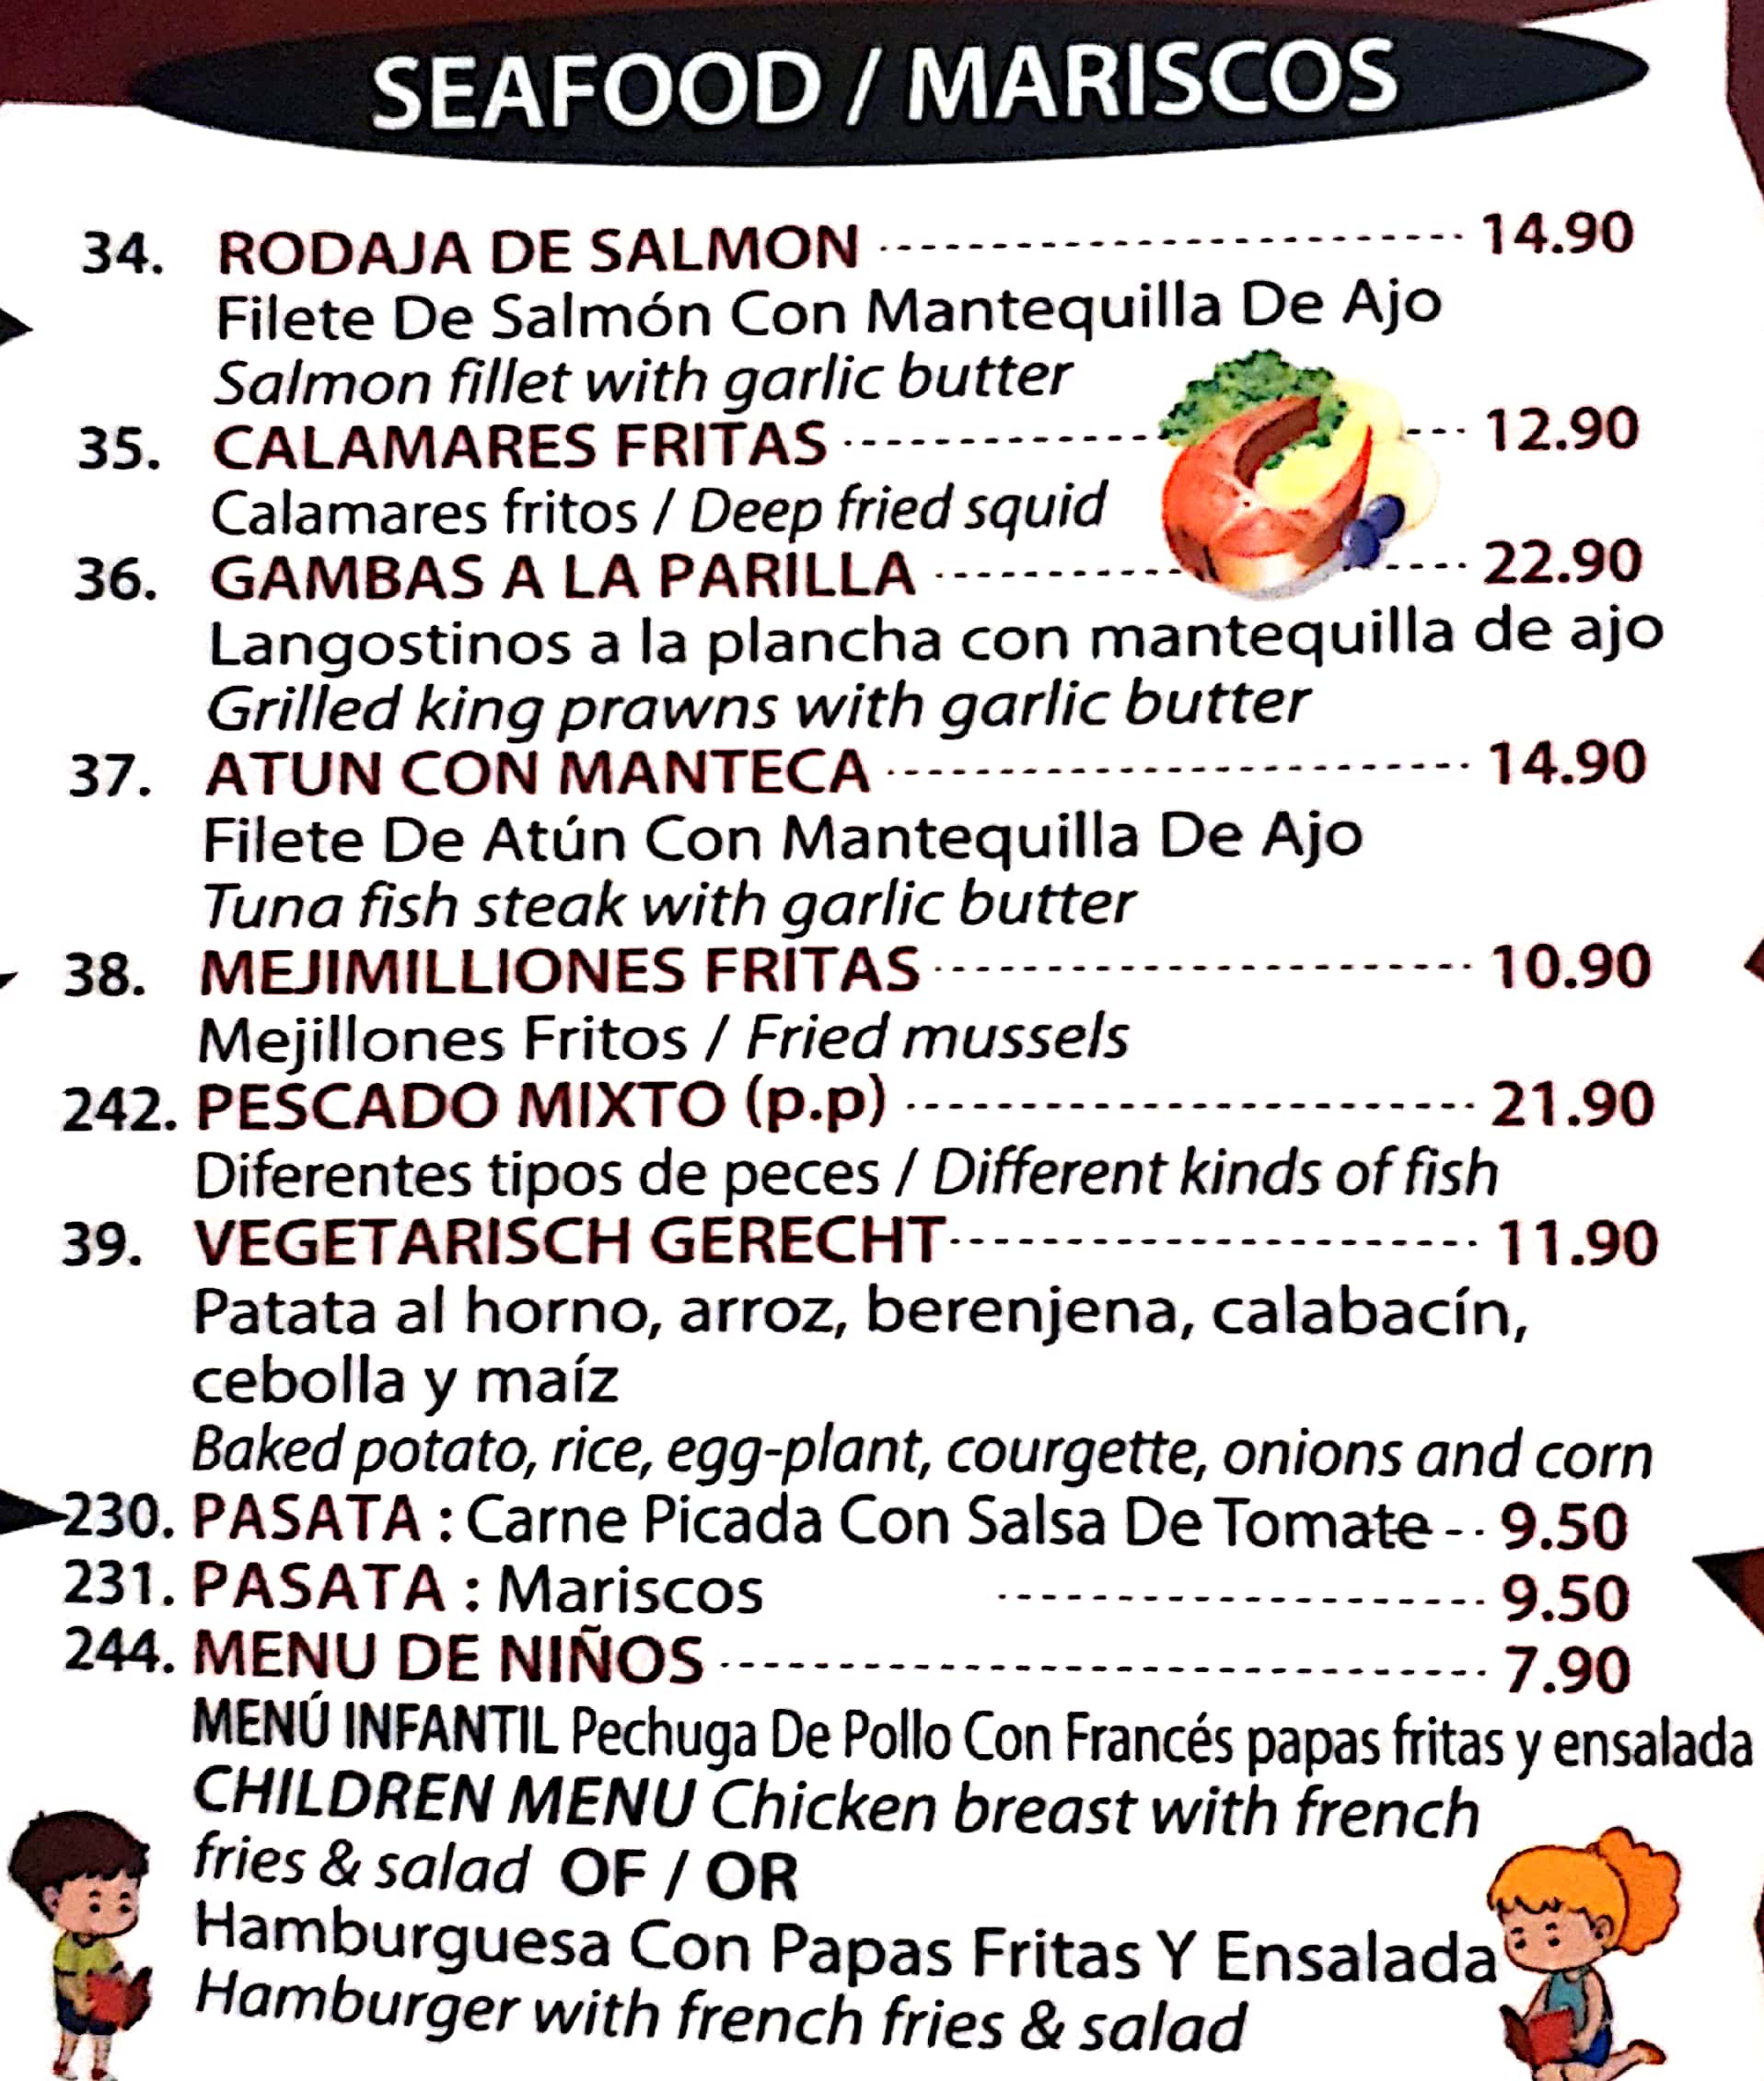 SEAFOOD / MARISCOS
34. RODAJA DE SALMON 14.90
Filete De Salmón Con Mantequilla De Ajo
Salmon fillet with garlic butter
35. CALAMARES FRITAS 12.90
Calamares fritos / Deep fried squid
36. GAMBAS A LA PARILLA 22.90
Langostinos a la plancha con mantequilla de ajo
Grilled king prawns with garlic butter
37. ATUN CON MANTECA 14.90
Filete De Atún Con Mantequilla De Ajo
Tuna fish steak with garlic butter
38. MEJIMILLIONES FRITAS 10.90
Mejillones Fritos / Fried mussels
242. PESCADO MIXTO (p.p) 21.90
Diferentes tipos de peces / Different kinds of fish
39. VEGETARISCH GERECHT 11.90
Patata al horno, arroz, berenjena, calabacín,
cebolla y maíz
Baked potato, rice, egg-plant, courgette, onions and corn
230. PASATA : Carne Picada Con Salsa De Tomate 9.50
231. PASATA : Mariscos 9.50
244. MENU DE NIÑOS 7.90
MENÚ INFANTIL Pechuga De Pollo Con Francés papas fritas y ensalada
CHILDREN MENU Chicken breast with french
fries & salad OF / OR
Hamburguesa Con Papas Fritas Y Ensalada
Hamburger with french fries & salad